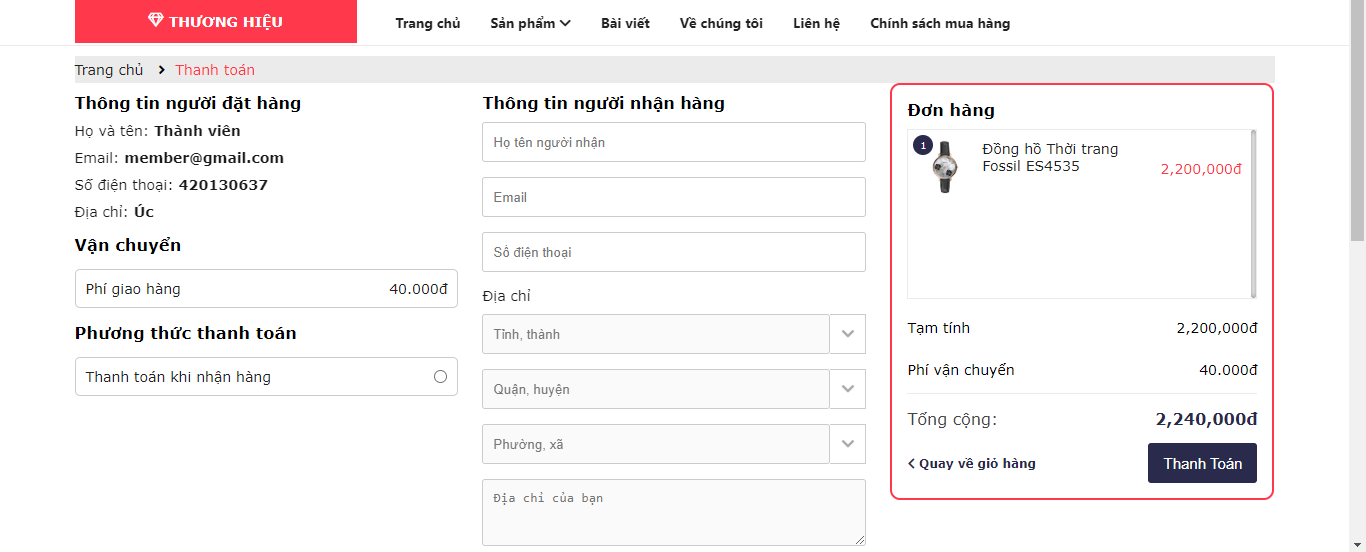 THƯƠNG HIỆU
Trang chủ Sản phẩm Bài viết Về chúng tôi Liên hệ Chính sách mua hàng
Trang chủ Thanh toán
Thông tin người đặt hàng
Họ và tên: Thành viên
Email: member@gmail.com
Số điện thoại: 420130637
Địa chỉ: Úc
Vận chuyển
Phí giao hàng 40.000đ
Phương thức thanh toán
Thanh toán khi nhận hàng
Thông tin người nhận hàng
Họ tên người nhận
Email
Số điện thoại
Địa chỉ
Tỉnh, thành
Quận, huyện
Phường, xã
Địa chỉ của bạn
Đơn hàng
1
Đồng hồ Thời trang
Fossil ES4535
2,200,000đ
Tạm tính 2,200,000đ
Phí vận chuyển 40.000đ
Tổng cộng: 2,240,000đ
Quay về giỏ hàng Thanh Toán